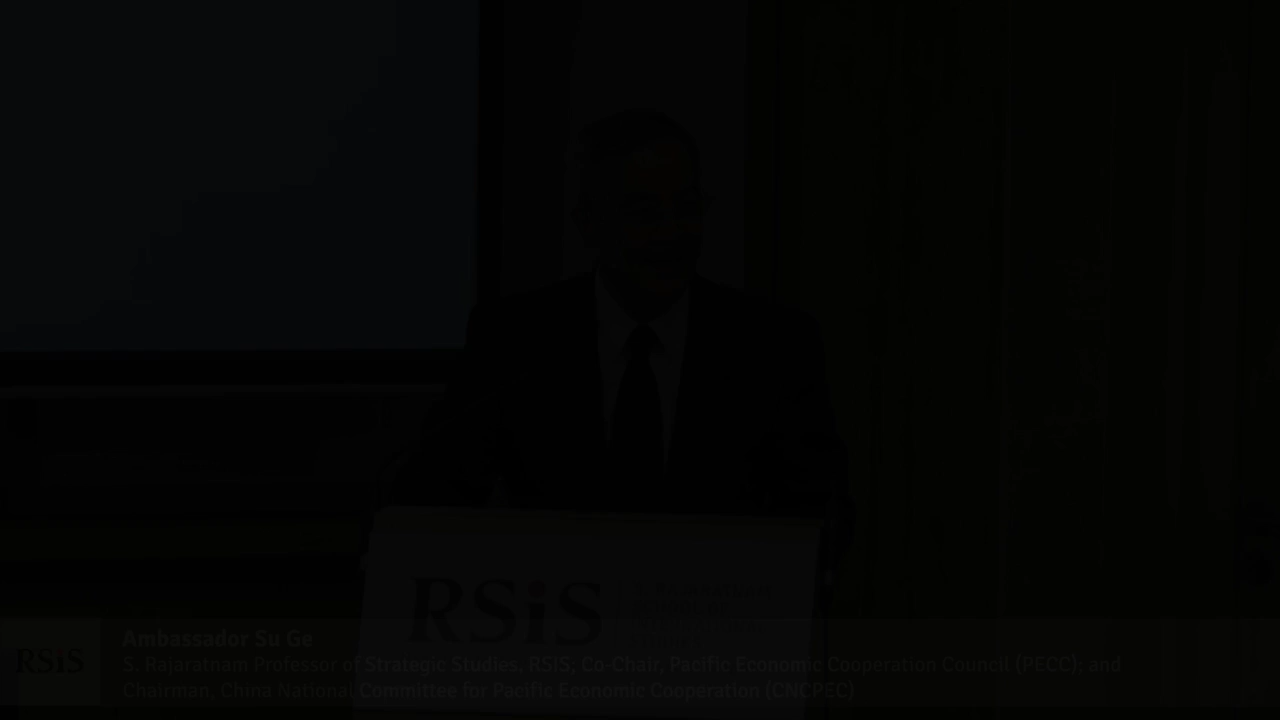 RSiS
Ambassador Su Ge
RSiS
S. Rajaratnam Professor of Strategic Studies, RSIS, Co-Chair, Pacific Economic Cooperation Council (PECC); and
Chairman, China National Committee for Pacific Economic Cooperation (CNCPEC)